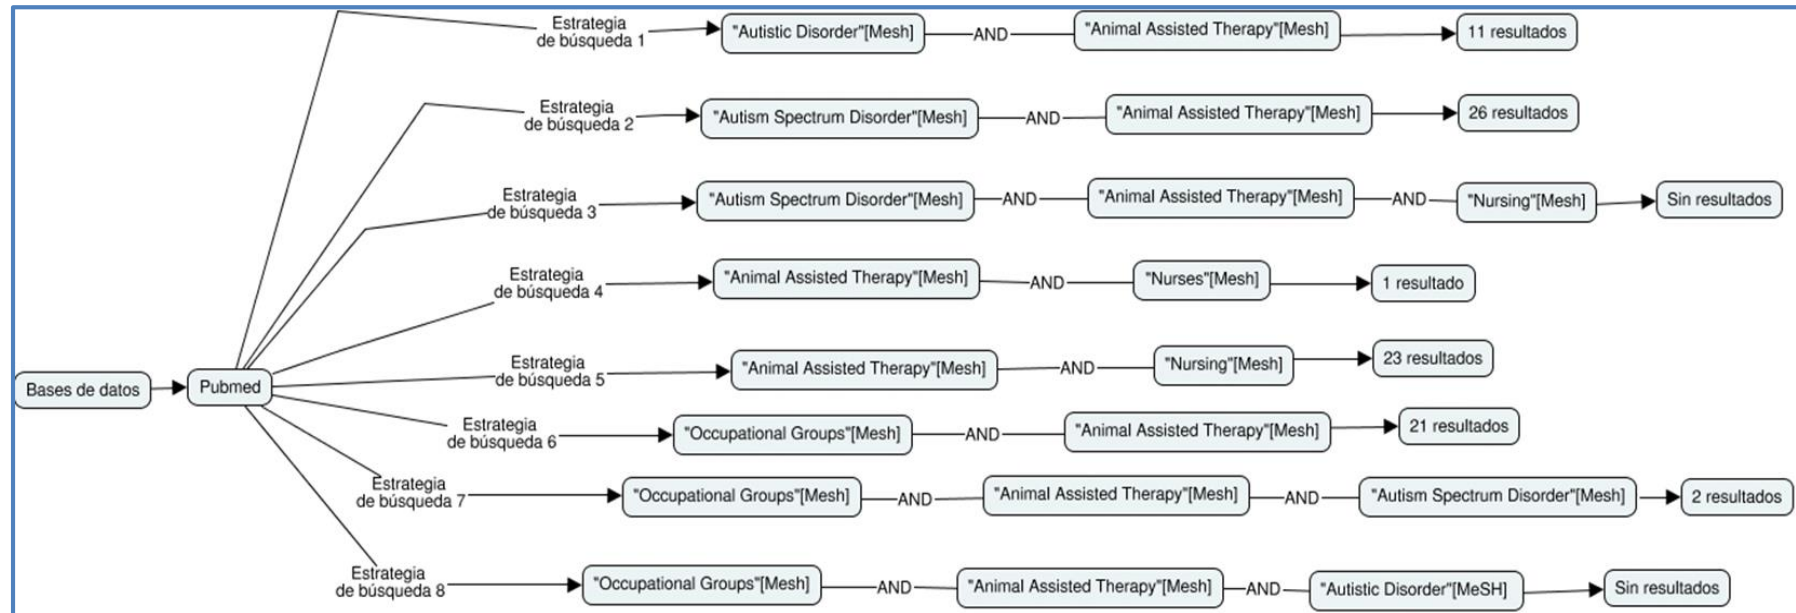 Estrategia
de búsqueda 1
"Autistic Disorder"[Mesh]
AND
"Animal Assisted Therapy"[Mesh]
11 resultados
Estrategia
de búsqueda 2
"Autism Spectrum Disorder"[Mesh]
AND
"Animal Assisted Therapy"[Mesh]
26 resultados
Estrategia
de búsqueda 3
"Autism Spectrum Disorder"[Mesh]
AND
"Animal Assisted Therapy"[Mesh]
AND
"Nursing"[Mesh]
Sin resultados
Estrategia
de búsqueda 4
"Animal Assisted Therapy"[Mesh]
AND
"Nurses"[Mesh]
1 resultado
Bases de datos
Pubmed
Estrategia
de búsqueda 5
"Animal Assisted Therapy"[Mesh]
AND
"Nursing"[Mesh]
23 resultados
Estrategia
de búsqueda 6
"Occupational Groups"[Mesh]
AND
"Animal Assisted Therapy"[Mesh]
21 resultados
Estrategia
de búsqueda 7
"Occupational Groups"[Mesh]
AND
"Animal Assisted Therapy"[Mesh]
AND
"Autism Spectrum Disorder"[Mesh]
2 resultados
Estrategia
de búsqueda 8
"Occupational Groups"[Mesh]
AND
"Animal Assisted Therapy"[Mesh]
AND
"Autistic Disorder"[MeSH]
Sin resultados